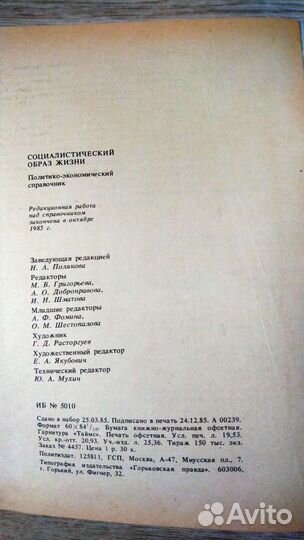 СОЦИАЛИСТИЧЕСКИЙ
ОБРАЗ ЖИЗНИ
Политико-экономический
справочник
Редакционная работа
над справочником
закончена в октябре
1985 г.
Заведующая редакцией
Н. А. Полякова
Редакторы
М. В. Григорьева,
А. О. Добронравова,
И. Н. Шматова
Младшие редакторы
А. Ф. Фомина,
О. М. Шестопалова
Художник
Г. Д. Расторгуев
Художественный редактор
Е. А. Якубович
Технический редактор
Ю. А. Мухин
ИБ № 5010
Сдано в набор 25.03.85. Подписано в печать 24.12.85. А 00239.
Формат 60 × 84¹/₁₆. Бумага книжно-журнальная офсетная.
Гарнитура «Таймс». Печать офсетная. Усл. печ. л. 19,53.
Усл. кр.-отт. 20,93. Уч.-изд. л. 25,36. Тираж 150 тыс. экз.
Заказ № 4457. Цена 1 р. 30 к.
Политиздат. 125811, ГСП, Москва, А-47, Миусская пл., 7.
Типография издательства «Горьковская правда». 603006,
г. Горький, ул. Фигнер, 32.
Avito